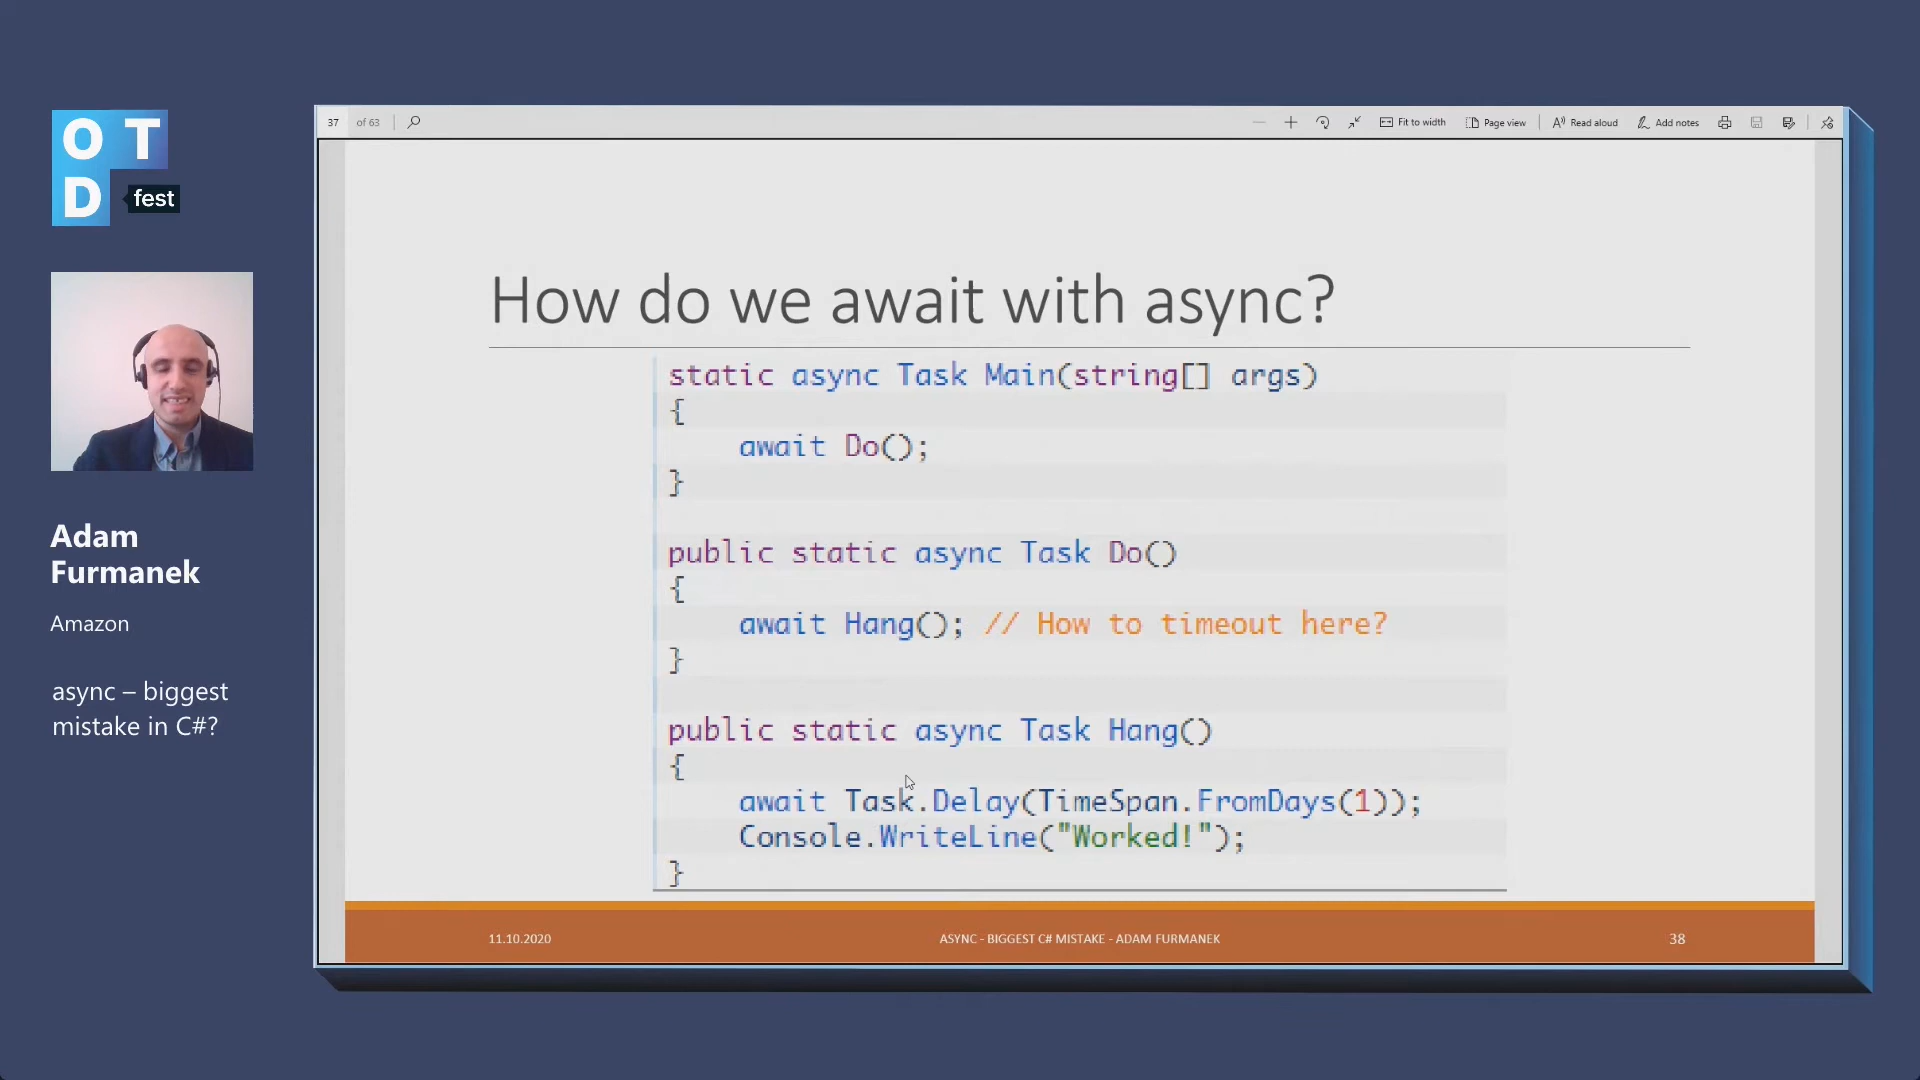 O T
D fest
Adam
Furmanek
Amazon
async – biggest
mistake in C#?
37 of 63 Fit to width Page view Read aloud Add notes
How do we await with async?
static async Task Main(string[] args)
{
    await Do();
}
public static async Task Do()
{
    await Hang(); // How to timeout here?
}
public static async Task Hang()
{
    await Task.Delay(TimeSpan.FromDays(1));
    Console.WriteLine("Worked!");
}
11.10.2020 ASYNC - BIGGEST C# MISTAKE - ADAM FURMANEK 38